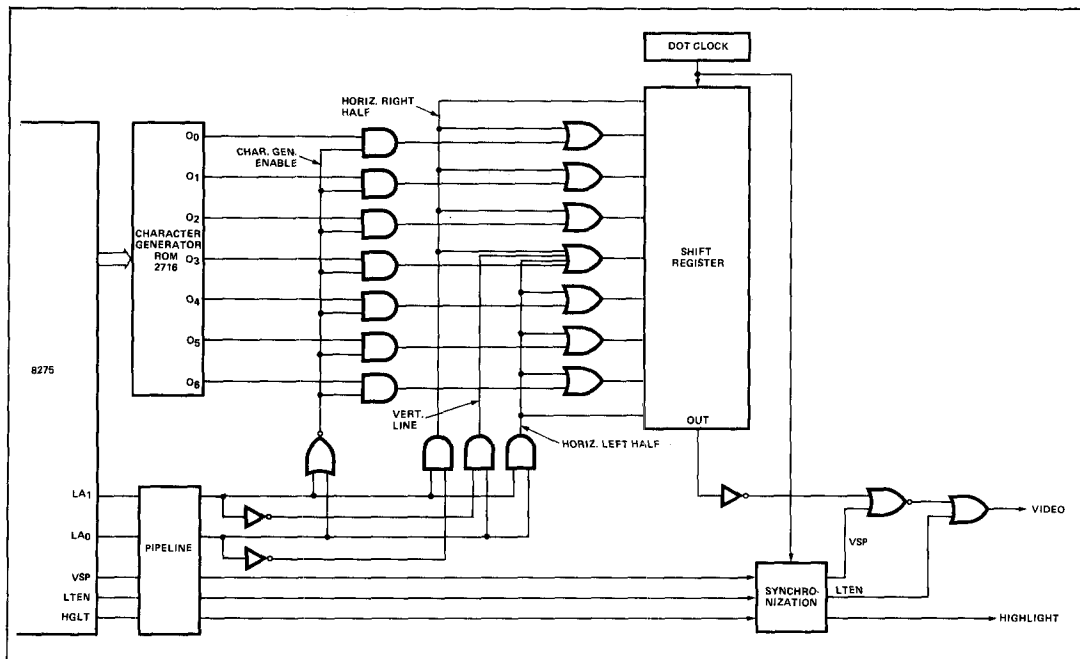 DOT CLOCK
HORIZ. RIGHT
HALF
CHAR. GEN.
ENABLE
O0
O1
O2
CHARACTER
GENERATOR
ROM
2716
O3
O4
O5
O6
SHIFT
REGISTER
8275
VERT.
LINE
OUT
HORIZ. LEFT HALF
LA1
LA0
PIPELINE
VIDEO
VSP
VSP
LTEN
HGLT
SYNCHRO-
NIZATION
LTEN
HIGHLIGHT